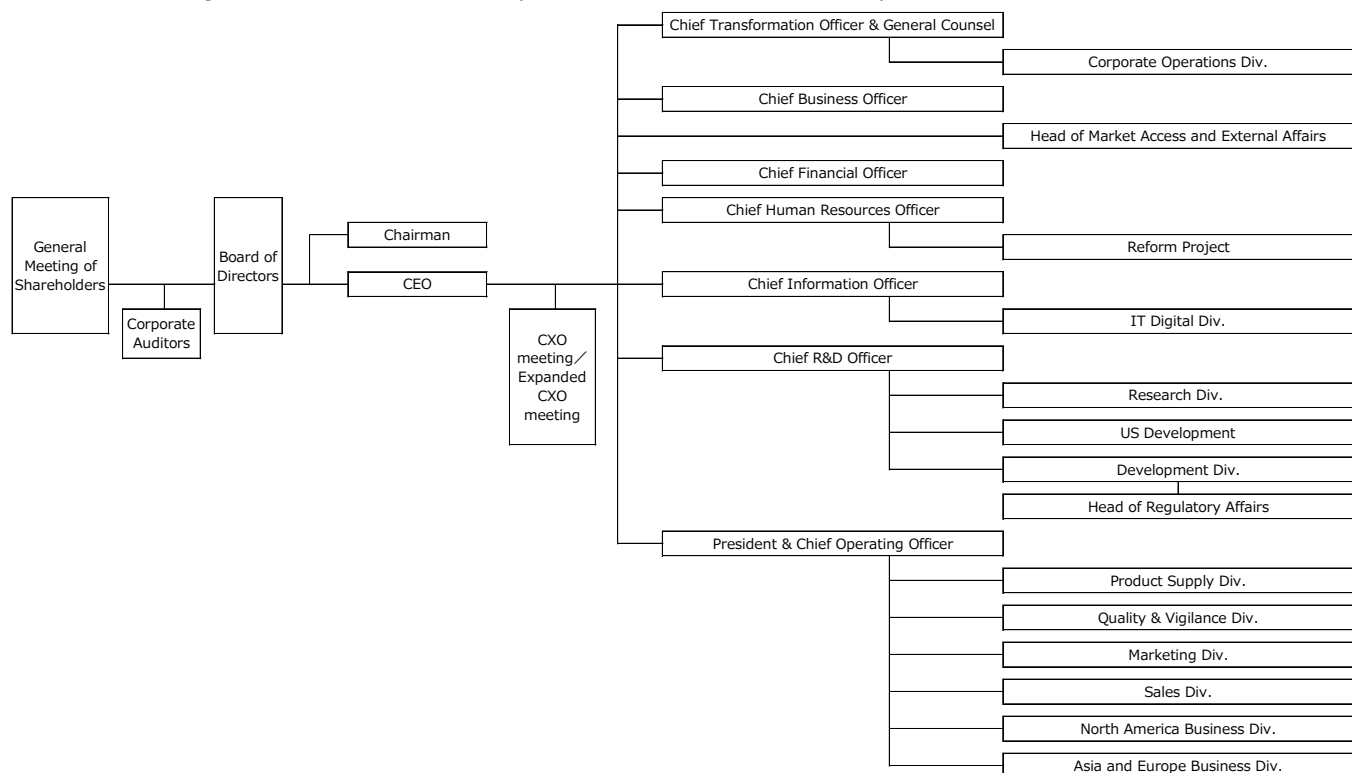 Chief Transformation Officer & General Counsel
Corporate Operations Div.
Chief Business Officer
Head of Market Access and External Affairs
Chief Financial Officer
Chief Human Resources Officer
Reform Project
General
Meeting of
Shareholders
Corporate
Auditors
Board of
Directors
Chairman
CEO
CXO
meeting／
Expanded
CXO
meeting
Chief Information Officer
IT Digital Div.
Chief R&D Officer
Research Div.
US Development
Development Div.
Head of Regulatory Affairs
President & Chief Operating Officer
Product Supply Div.
Quality & Vigilance Div.
Marketing Div.
Sales Div.
North America Business Div.
Asia and Europe Business Div.